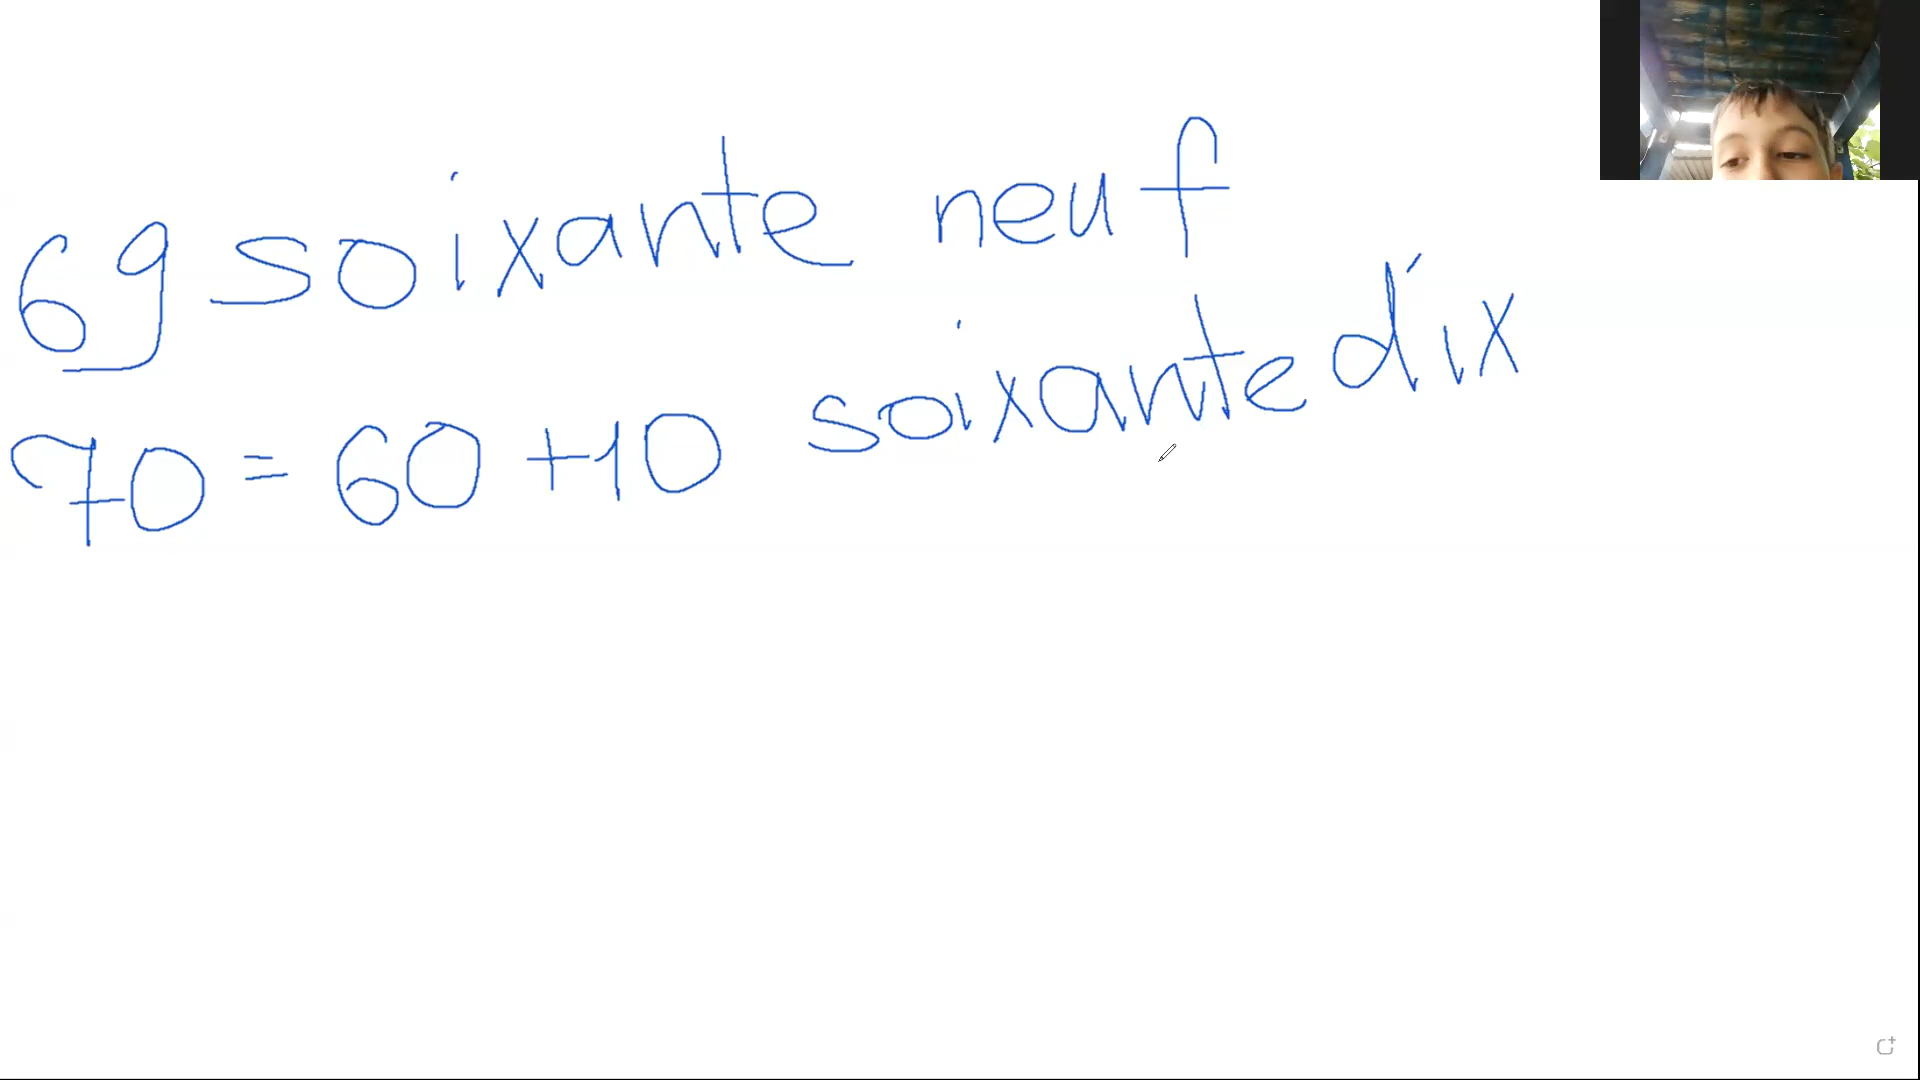 69 soixante neuf
70 = 60 + 10 soixante dix